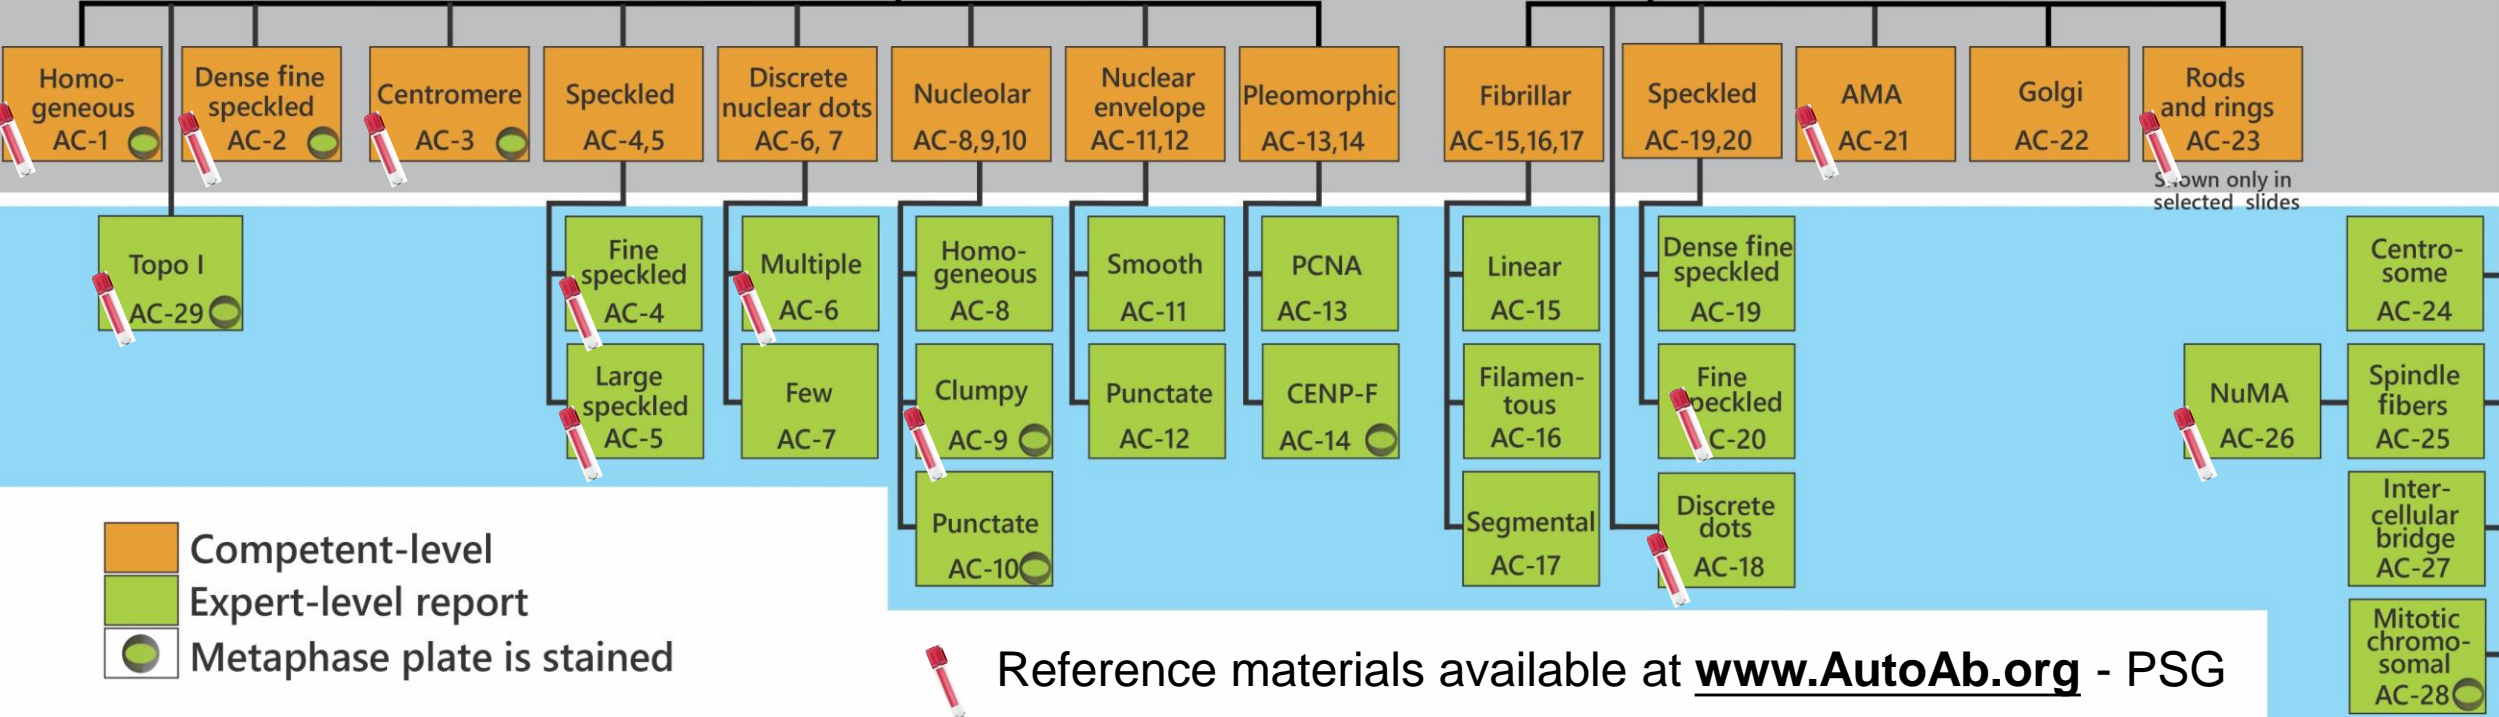 Homo-
geneous
AC-1
Dense fine
speckled
AC-2
Centromere
AC-3
Speckled
AC-4,5
Discrete
nuclear dots
AC-6, 7
Nucleolar
AC-8,9,10
Nuclear
envelope
AC-11,12
Pleomorphic
AC-13,14
Fibrillar
AC-15,16,17
Speckled
AC-19,20
AMA
AC-21
Golgi
AC-22
Rods
and rings
AC-23
Shown only in
selected slides
Topo I
AC-29
Fine
speckled
AC-4
Large
speckled
AC-5
Multiple
AC-6
Few
AC-7
Homo-
geneous
AC-8
Clumpy
AC-9
Punctate
AC-10
Smooth
AC-11
Punctate
AC-12
PCNA
AC-13
CENP-F
AC-14
Linear
AC-15
Filamen-
tous
AC-16
Segmental
AC-17
Dense fine
speckled
AC-19
Fine
speckled
AC-20
Discrete
dots
AC-18
Centro-
some
AC-24
NuMA
AC-26
Spindle
fibers
AC-25
Inter-
cellular
bridge
AC-27
Mitotic
chromo-
somal
AC-28
Competent-level
Expert-level report
Metaphase plate is stained
Reference materials available at www.AutoAb.org - PSG